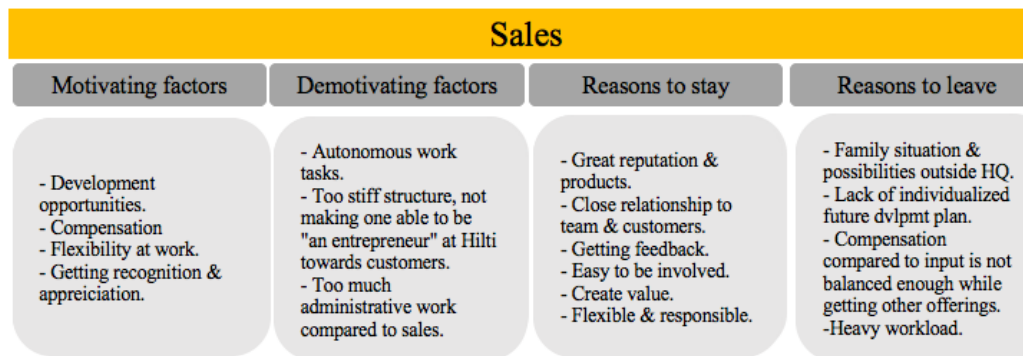 Sales
Motivating factors
- Development
opportunities.
- Compensation
- Flexibility at work.
- Getting recognition &
appreiciation.
Demotivating factors
- Autonomous work
tasks.
- Too stiff structure, not
making one able to be
"an entrepreneur" at Hilti
towards customers.
- Too much
administrative work
compared to sales.
Reasons to stay
- Great reputation &
products.
- Close relationship to
team & customers.
- Getting feedback.
- Easy to be involved.
- Create value.
- Flexible & responsible.
Reasons to leave
- Family situation &
possibilities outside HQ.
- Lack of individualized
future dvlpmt plan.
- Compensation
compared to input is not
balanced enough while
getting other offerings.
-Heavy workload.